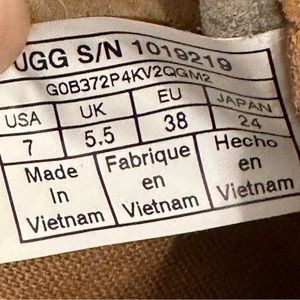 UGG S/N 1019219
G0B372P4KV2QGM2
USA UK EU JAPAN
7 5.5 38 24
Made Fabrique Hecho
In en en
Vietnam Vietnam Vietnam